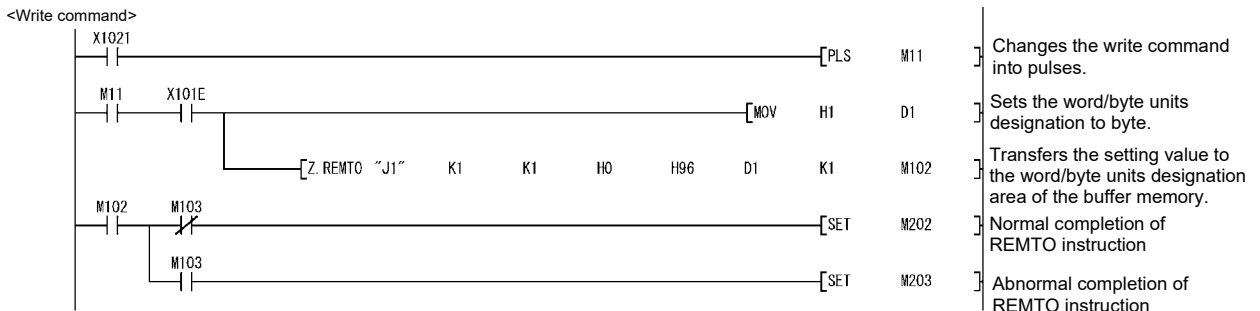 <Write command>
X1021
PLS M11
Changes the write command
into pulses.
M11 X101E
MOV H1 D1
Sets the word/byte units
designation to byte.
Z.REMTO "J1" K1 K1 H0 H96 D1 K1 M102
Transfers the setting value to
the word/byte units designation
area of the buffer memory.
M102 M103
SET M202
Normal completion of
REMTO instruction
M103
SET M203
Abnormal completion of
REMTO instruction